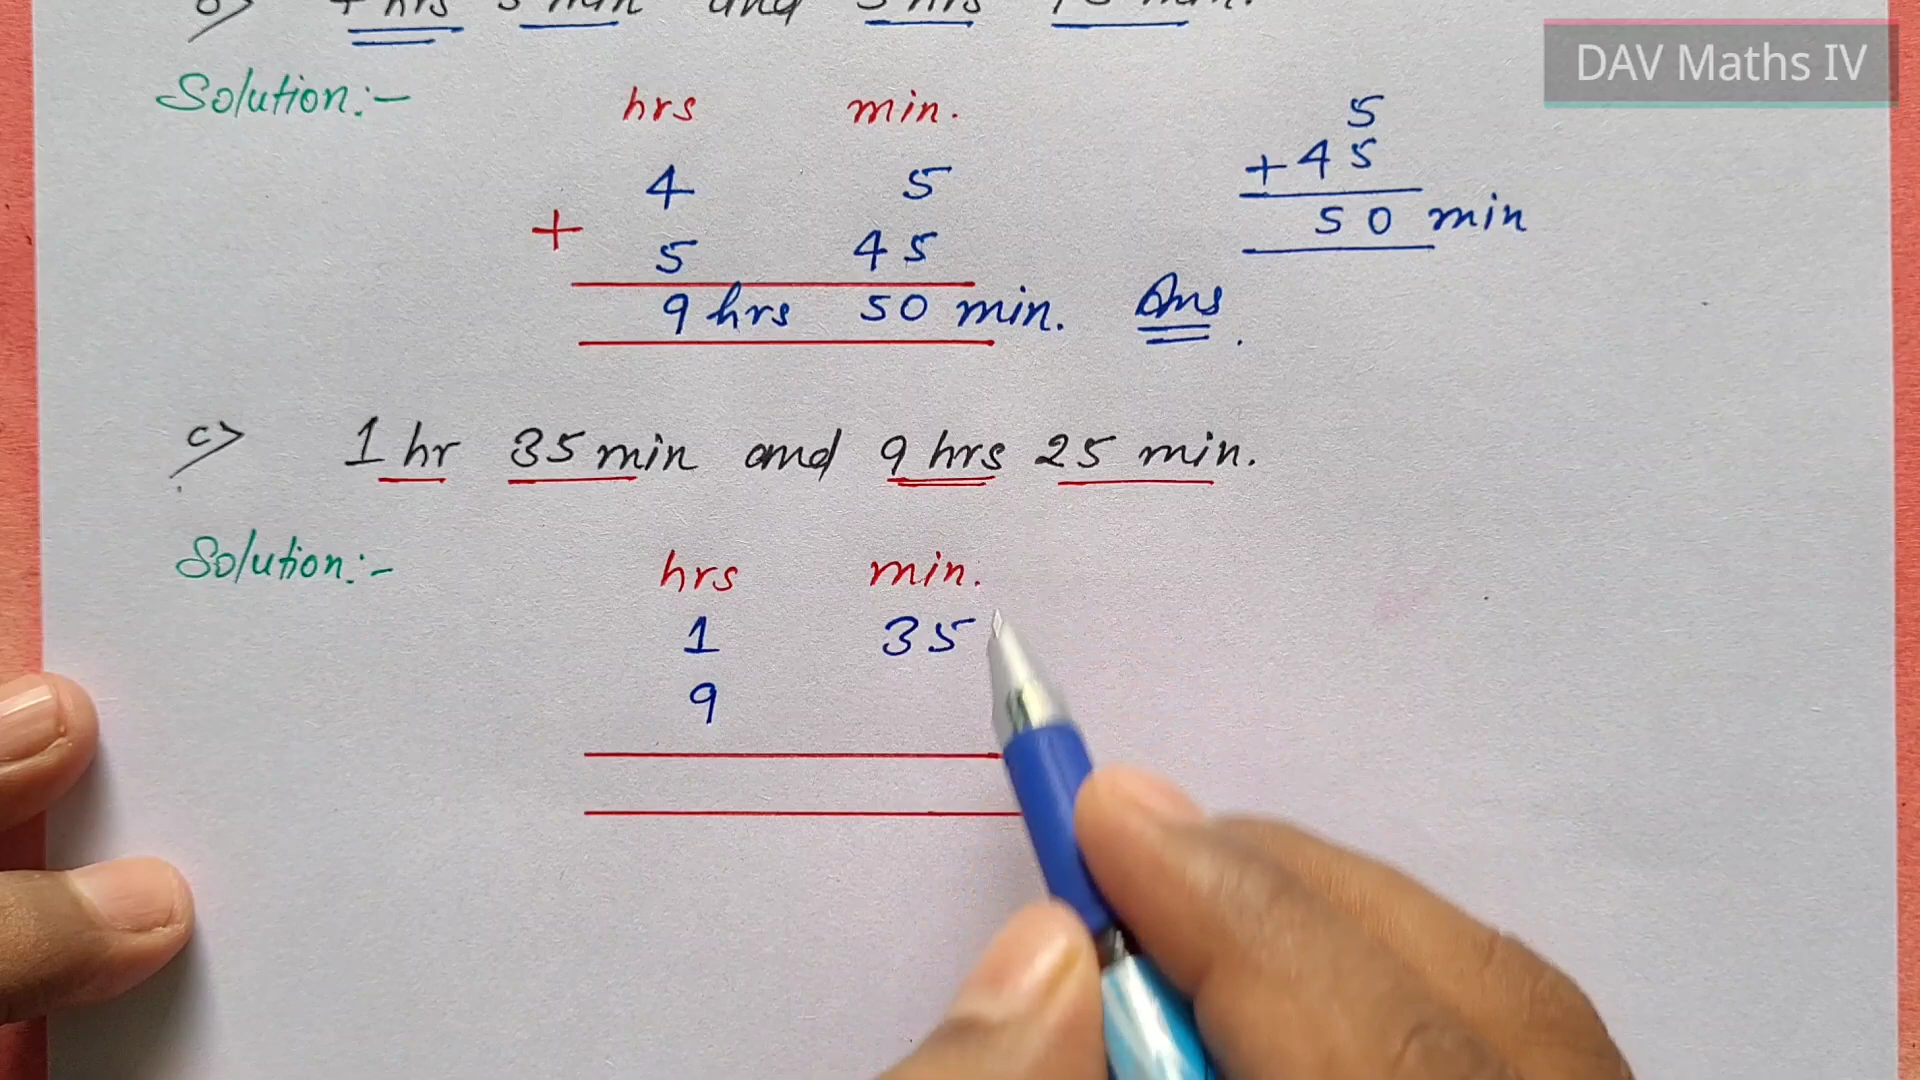 and
DAV Maths IV
Solution:- hrs min.
4 5
+ 5 45
9 hrs 50 min. Ans.
5
+45
50 min
c) 1 hr 35 min and 9 hrs 25 min.
Solution:- hrs min.
1 35
9